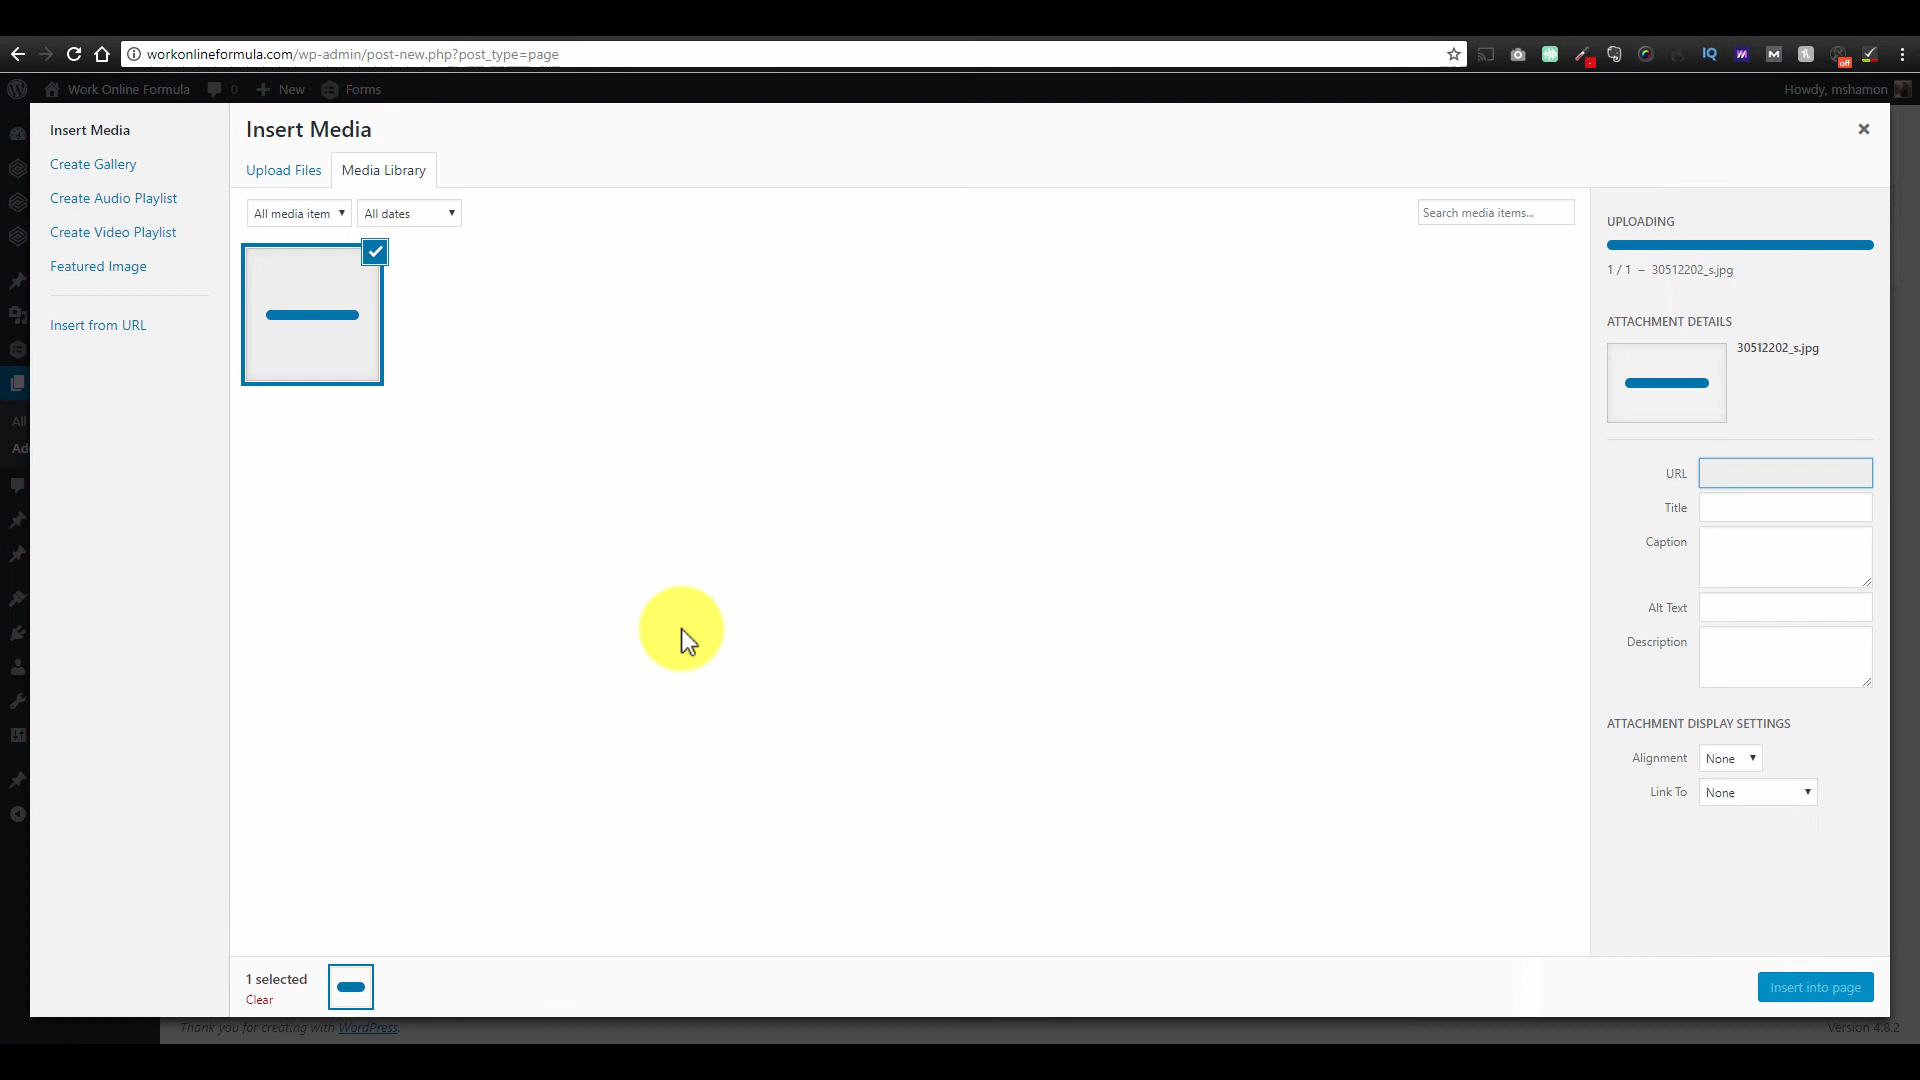 workonlineformula.com/wp-admin/post-new.php?post_type=page
Work Online Formula 0 New Forms Howdy, mshamon
Insert Media
Create Gallery
Create Audio Playlist
Create Video Playlist
Featured Image
Insert from URL
All
Ad
Insert Media
Upload Files Media Library
All media item All dates Search media items...
UPLOADING
1 / 1 – 30512202_s.jpg
ATTACHMENT DETAILS
30512202_s.jpg
URL
Title
Caption
Alt Text
Description
ATTACHMENT DISPLAY SETTINGS
Alignment None
Link To None
1 selected
Clear
Insert into page
Thank you for creating with WordPress.
Version 4.8.2